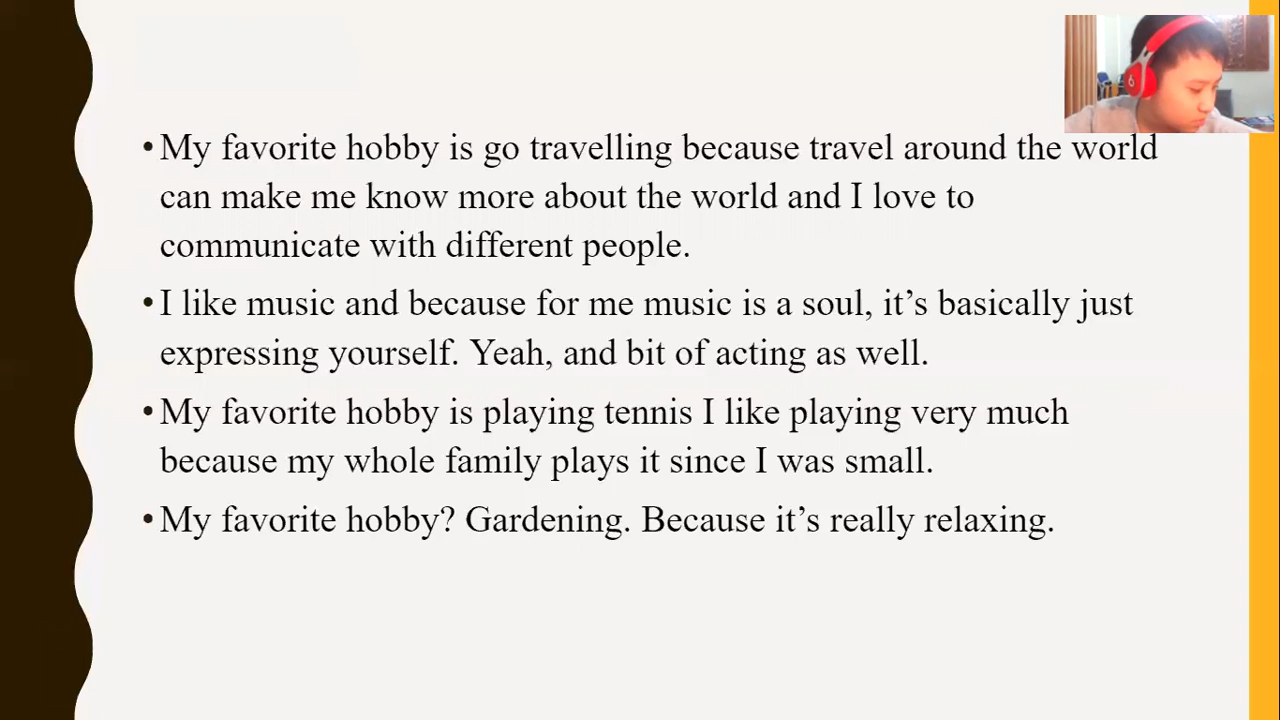 • My favorite hobby is go travelling because travel around the world
can make me know more about the world and I love to
communicate with different people.
• I like music and because for me music is a soul, it’s basically just
expressing yourself. Yeah, and bit of acting as well.
• My favorite hobby is playing tennis I like playing very much
because my whole family plays it since I was small.
• My favorite hobby? Gardening. Because it’s really relaxing.